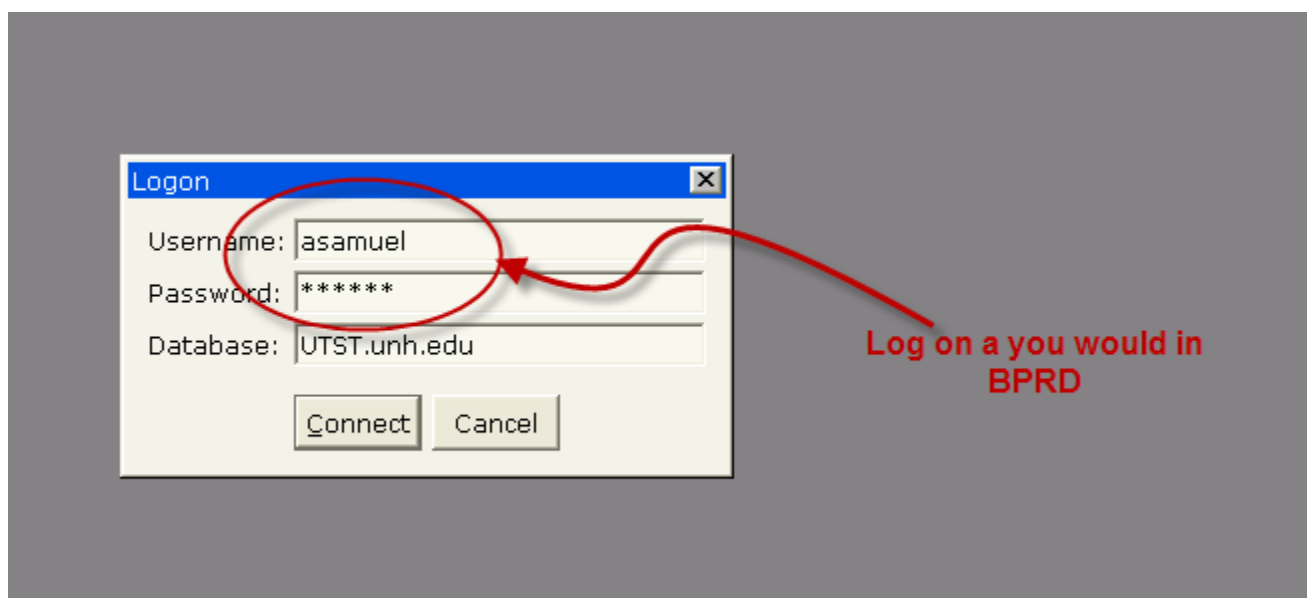 Logon
Username: asamuel
Password: ******
Database: UTST.unh.edu
Connect Cancel
Log on a you would in
BPRD